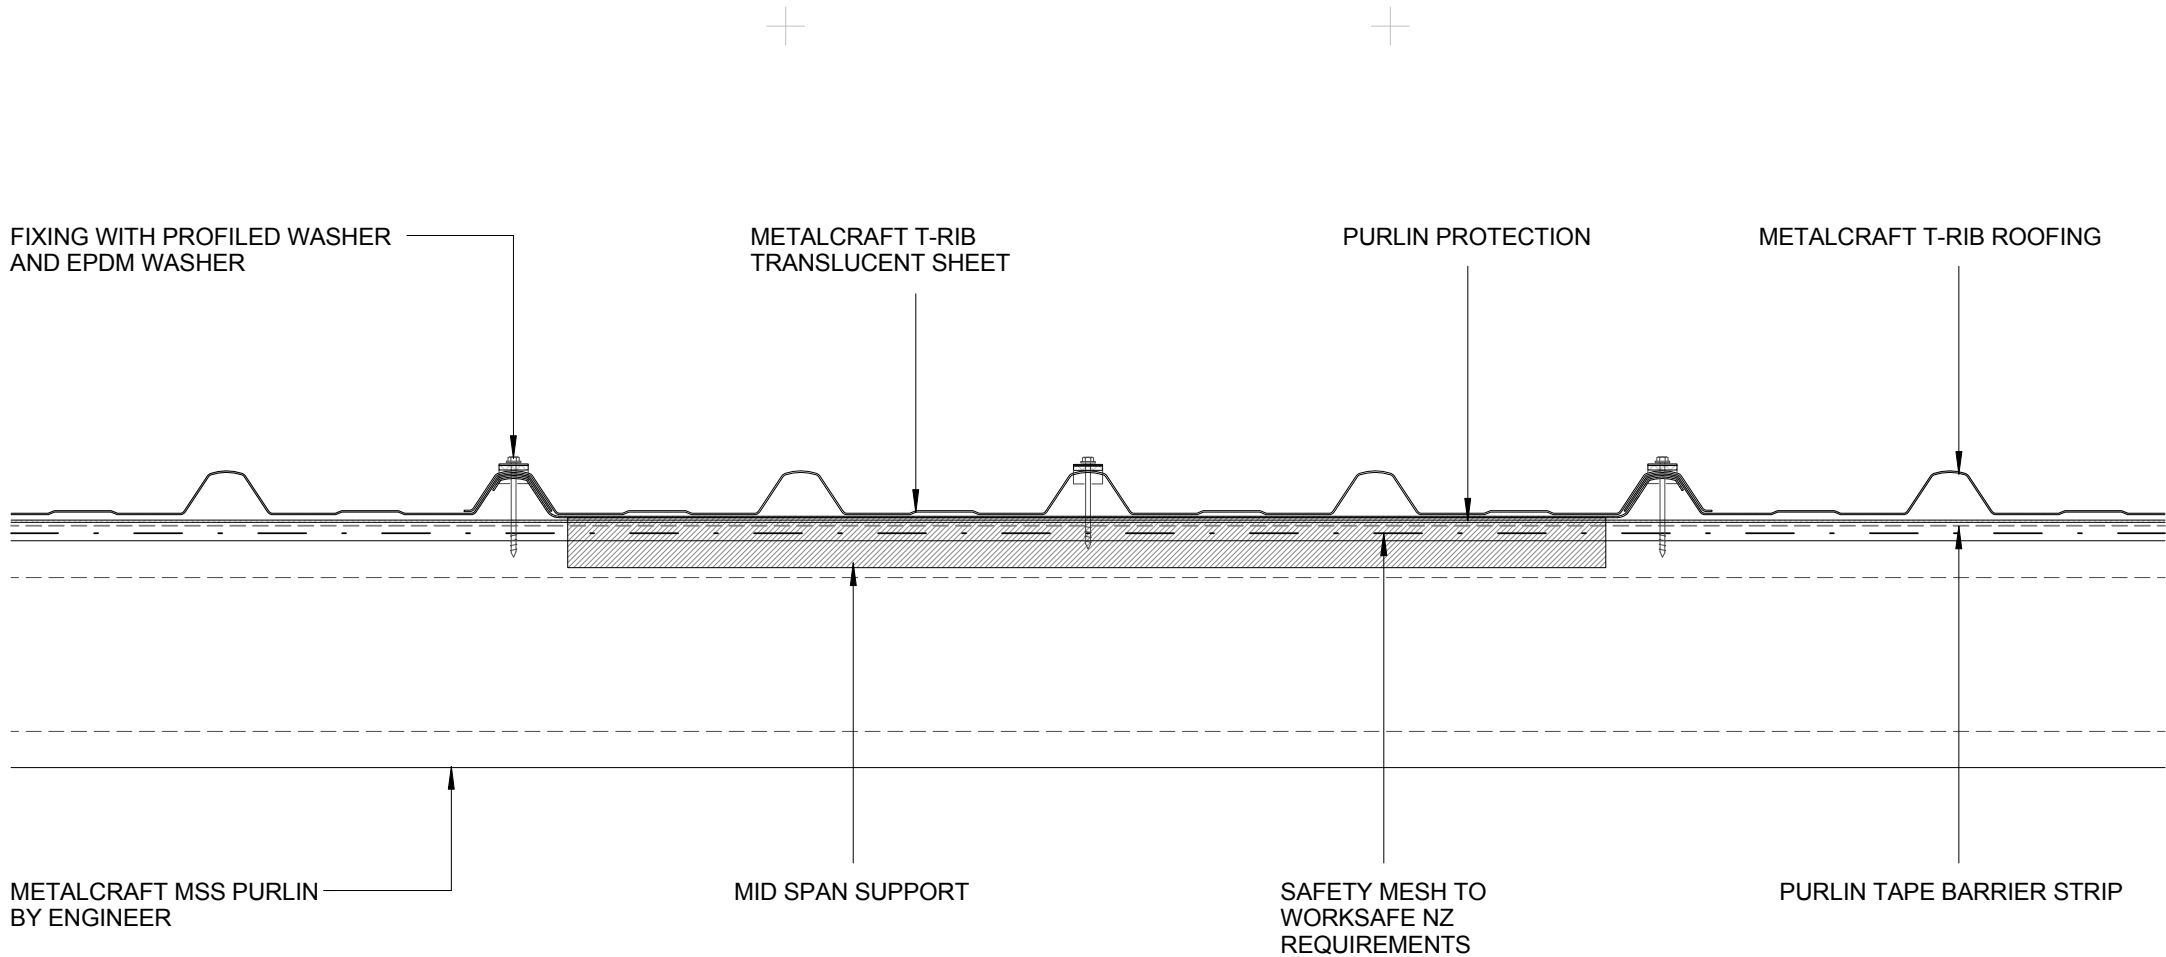 FIXING WITH PROFILED WASHER
AND EPDM WASHER
METALCRAFT T-RIB
TRANSLUCENT SHEET
PURLIN PROTECTION
METALCRAFT T-RIB ROOFING
METALCRAFT MSS PURLIN
BY ENGINEER
MID SPAN SUPPORT
SAFETY MESH TO
WORKSAFE NZ
REQUIREMENTS
PURLIN TAPE BARRIER STRIP